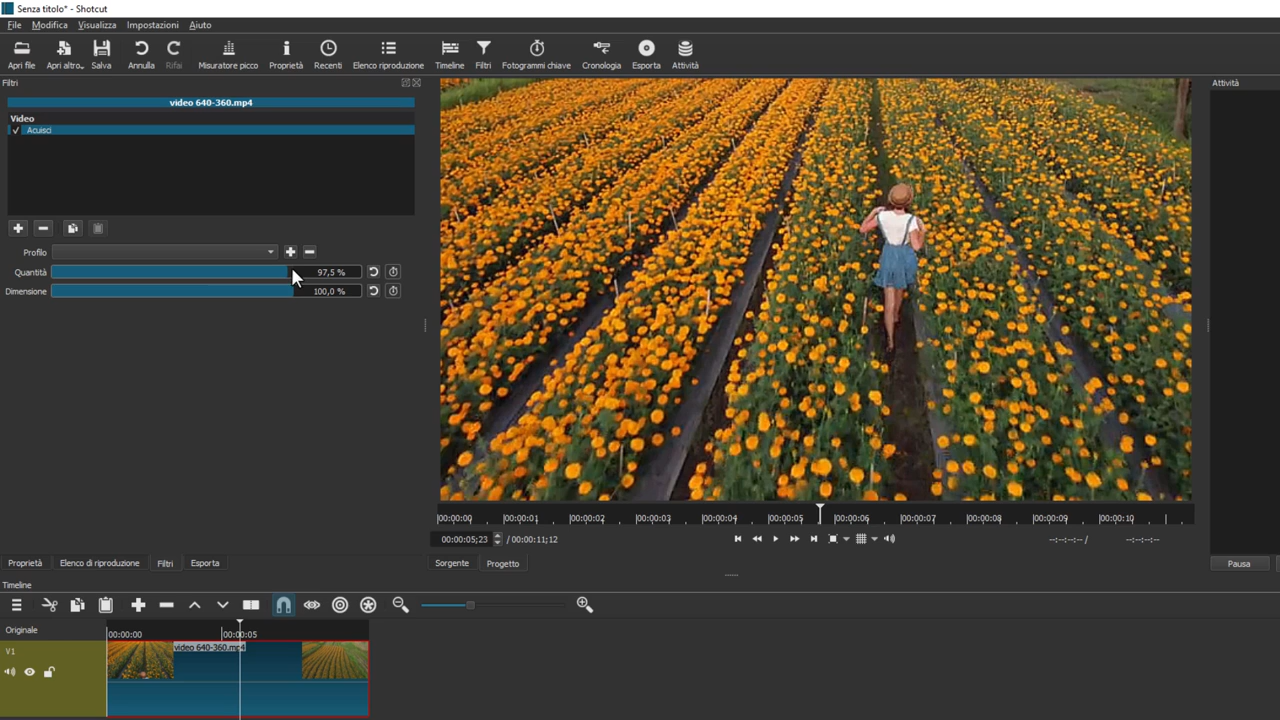 Senza titolo* - Shotcut
File Modifica Visualizza Impostazioni Aiuto
Apri file Apri altro.. Salva Annulla Rifai Misuratore picco Proprietà Recenti Elenco riproduzione Timeline Filtri Fotogrammi chiave Cronologia Esporta Attività
Filtri
Attività
video 640-360.mp4
Video
Acuisci
Profilo
Quantità 97,5 %
Dimensione 100,0 %
00:00:00 00:00:01 00:00:02 00:00:03 00:00:04 00:00:05 00:00:06 00:00:07 00:00:08 00:00:09 00:00:10
00:00:05;23 / 00:00:11;12 --:--:--:-- / --:--:--:--
Proprietà Elenco di riproduzione Filtri Esporta Sorgente Progetto Pausa
Timeline
Originale 00:00:00 00:00:05
V1 video 640-360.mp4